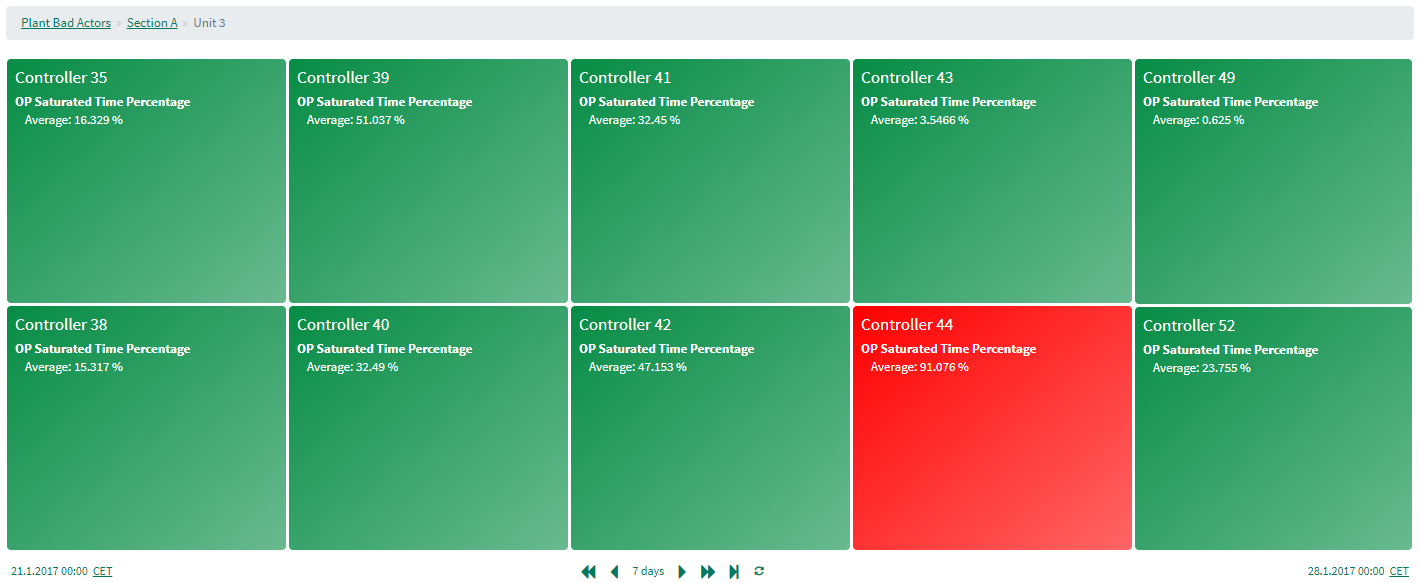 Plant Bad Actors » Section A » Unit 3
Controller 35
OP Saturated Time Percentage
Average: 16.329 %
Controller 39
OP Saturated Time Percentage
Average: 51.037 %
Controller 41
OP Saturated Time Percentage
Average: 32.45 %
Controller 43
OP Saturated Time Percentage
Average: 3.5466 %
Controller 49
OP Saturated Time Percentage
Average: 0.625 %
Controller 38
OP Saturated Time Percentage
Average: 15.317 %
Controller 40
OP Saturated Time Percentage
Average: 32.49 %
Controller 42
OP Saturated Time Percentage
Average: 47.153 %
Controller 44
OP Saturated Time Percentage
Average: 91.076 %
Controller 52
OP Saturated Time Percentage
Average: 23.755 %
21.1.2017 00:00 CET
7 days
28.1.2017 00:00 CET